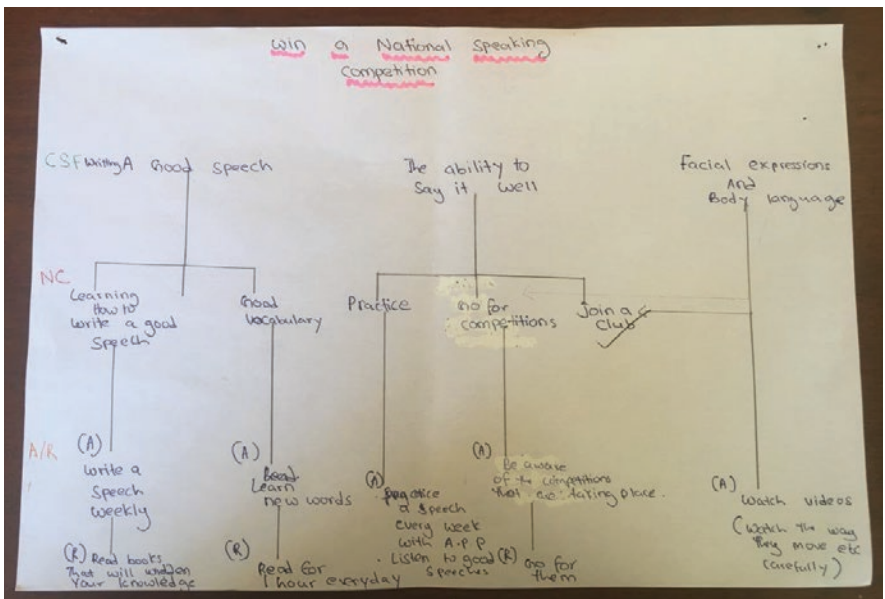 Win a National Speaking
Competition
CSF Writing A Good speech
The ability to
Say it well
Facial expressions
And
Body language
NC
Learning
How to
write a good
Speech
Good
vocabulary
Practice
Go for
competitions
Join a
club
A/R
(A)
write a
speech
weekly
(R) Read books
That will widden
Your knowledge
(A)
Learn
new words
(R)
Read for
1 hour everyday
(A)
practice
a speech
every week
with A.P.P
. Listen to good
speeches
(A)
Be aware
of the competitions
that are taking place.
(R) Go for
them
(A)
Watch videos
(Watch the way
they move etc
carefully)